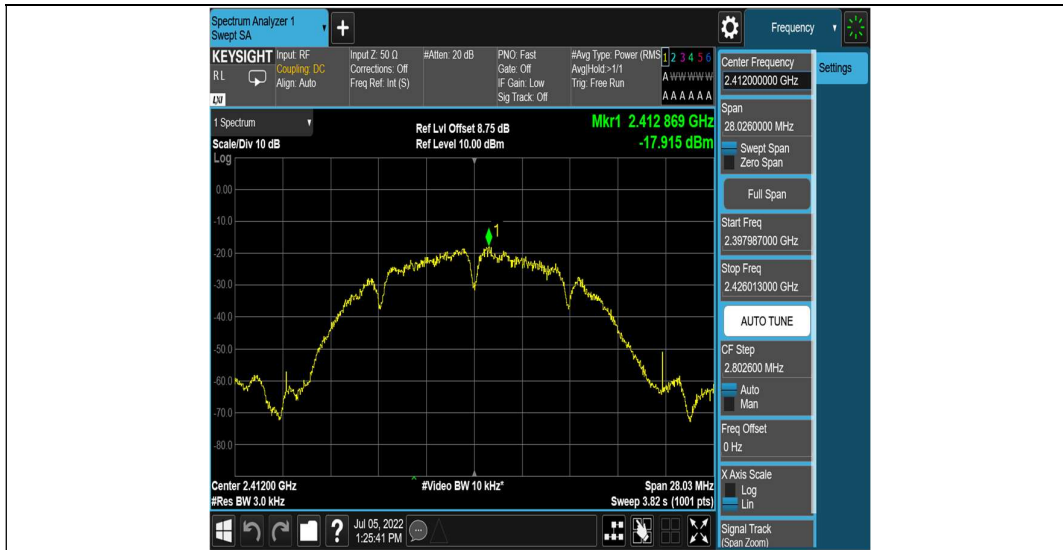 Spectrum Analyzer 1
Swept SA
+
Frequency
KEYSIGHT
R L
LXI
Input: RF
Coupling: DC
Align: Auto
Input Z: 50 Ω
Corrections: Off
Freq Ref: Int (S)
#Atten: 20 dB
PNO: Fast
Gate: Off
IF Gain: Low
Sig Track: Off
#Avg Type: Power (RMS
Avg|Hold:>1/1
Trig: Free Run
1 2 3 4 5 6
A W W W W W
A A A A A A
1 Spectrum
Scale/Div 10 dB
Log
Ref Lvl Offset 8.75 dB
Ref Level 10.00 dBm
Mkr1 2.412 869 GHz
-17.915 dBm
1
0.00
-10.0
-20.0
-30.0
-40.0
-50.0
-60.0
-70.0
-80.0
Center 2.41200 GHz
#Res BW 3.0 kHz
#Video BW 10 kHz*
Span 28.03 MHz
Sweep 3.82 s (1001 pts)
Center Frequency
2.412000000 GHz
Settings
Span
28.0260000 MHz
Swept Span
Zero Span
Full Span
Start Freq
2.397987000 GHz
Stop Freq
2.426013000 GHz
AUTO TUNE
CF Step
2.802600 MHz
Auto
Man
Freq Offset
0 Hz
X Axis Scale
Log
Lin
Signal Track
(Span Zoom)
?
Jul 05, 2022
1:25:41 PM